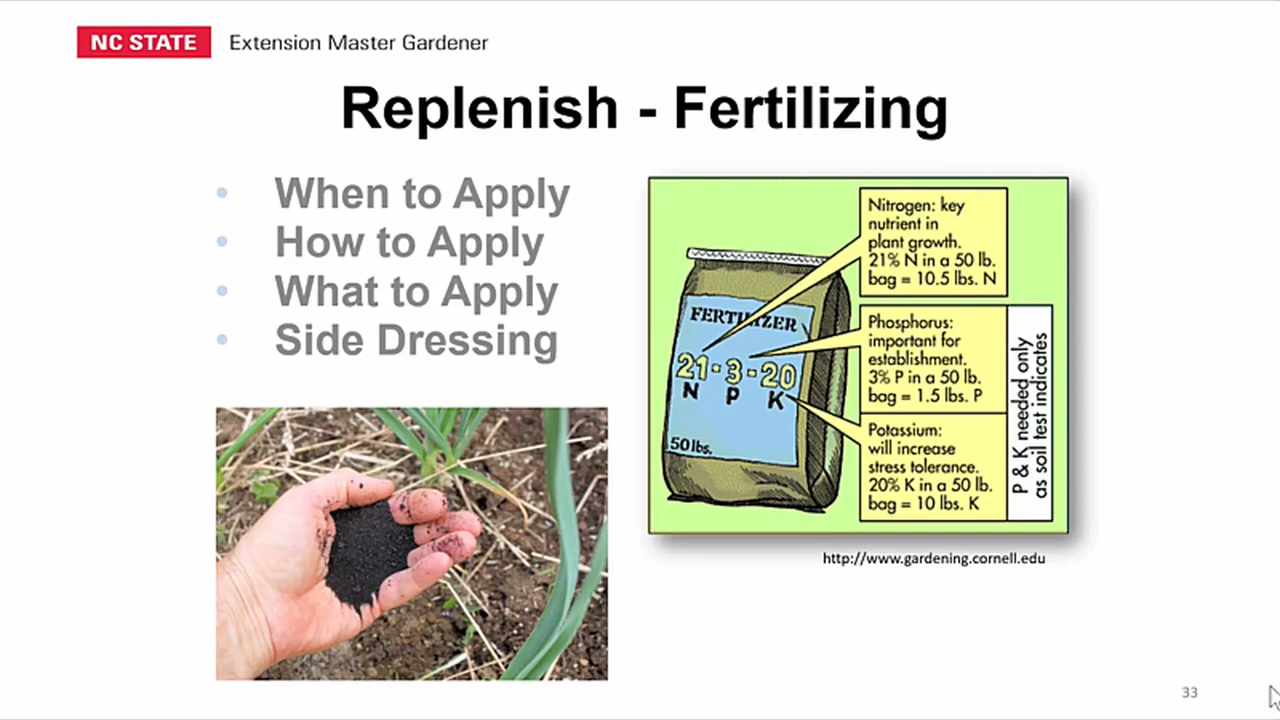 NC STATE Extension Master Gardener
Replenish - Fertilizing
• When to Apply
• How to Apply
• What to Apply
• Side Dressing
FERTILIZER
21-3-20
N P K
50 lbs.
Nitrogen: key
nutrient in
plant growth.
21% N in a 50 lb.
bag = 10.5 lbs. N
Phosphorus:
important for
establishment.
3% P in a 50 lb.
bag = 1.5 lbs. P
Potassium:
will increase
stress tolerance.
20% K in a 50 lb.
bag = 10 lbs. K
P & K needed only
as soil test indicates
http://www.gardening.cornell.edu
33